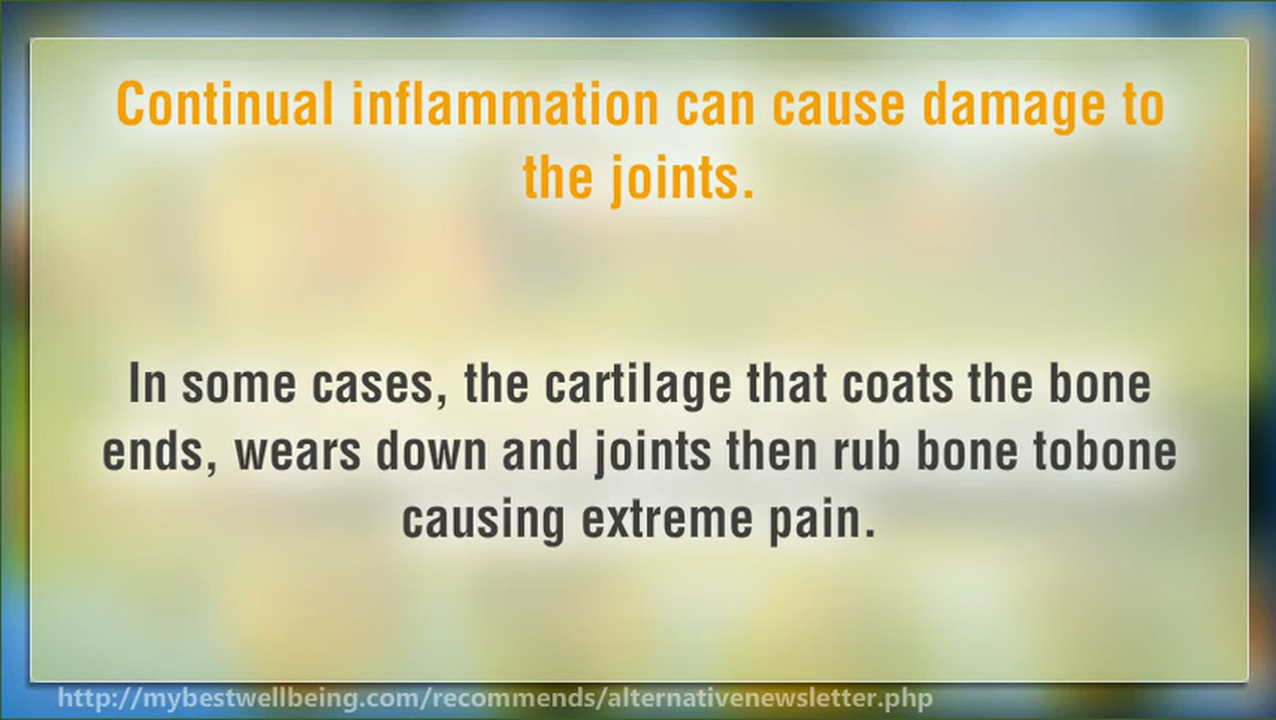 Continual inflammation can cause damage to
the joints.
In some cases, the cartilage that coats the bone
ends, wears down and joints then rub bone tobone
causing extreme pain.
http://mybestwellbeing.com/recommends/alternativenewsletter.php